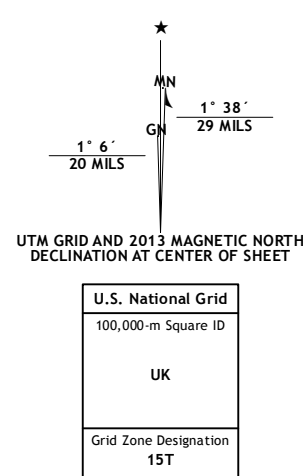 ★
MN
1° 38´
29 MILS
GN
1° 6´
20 MILS
UTM GRID AND 2013 MAGNETIC NORTH
DECLINATION AT CENTER OF SHEET
U.S. National Grid
100,000-m Square ID
UK
Grid Zone Designation
15T